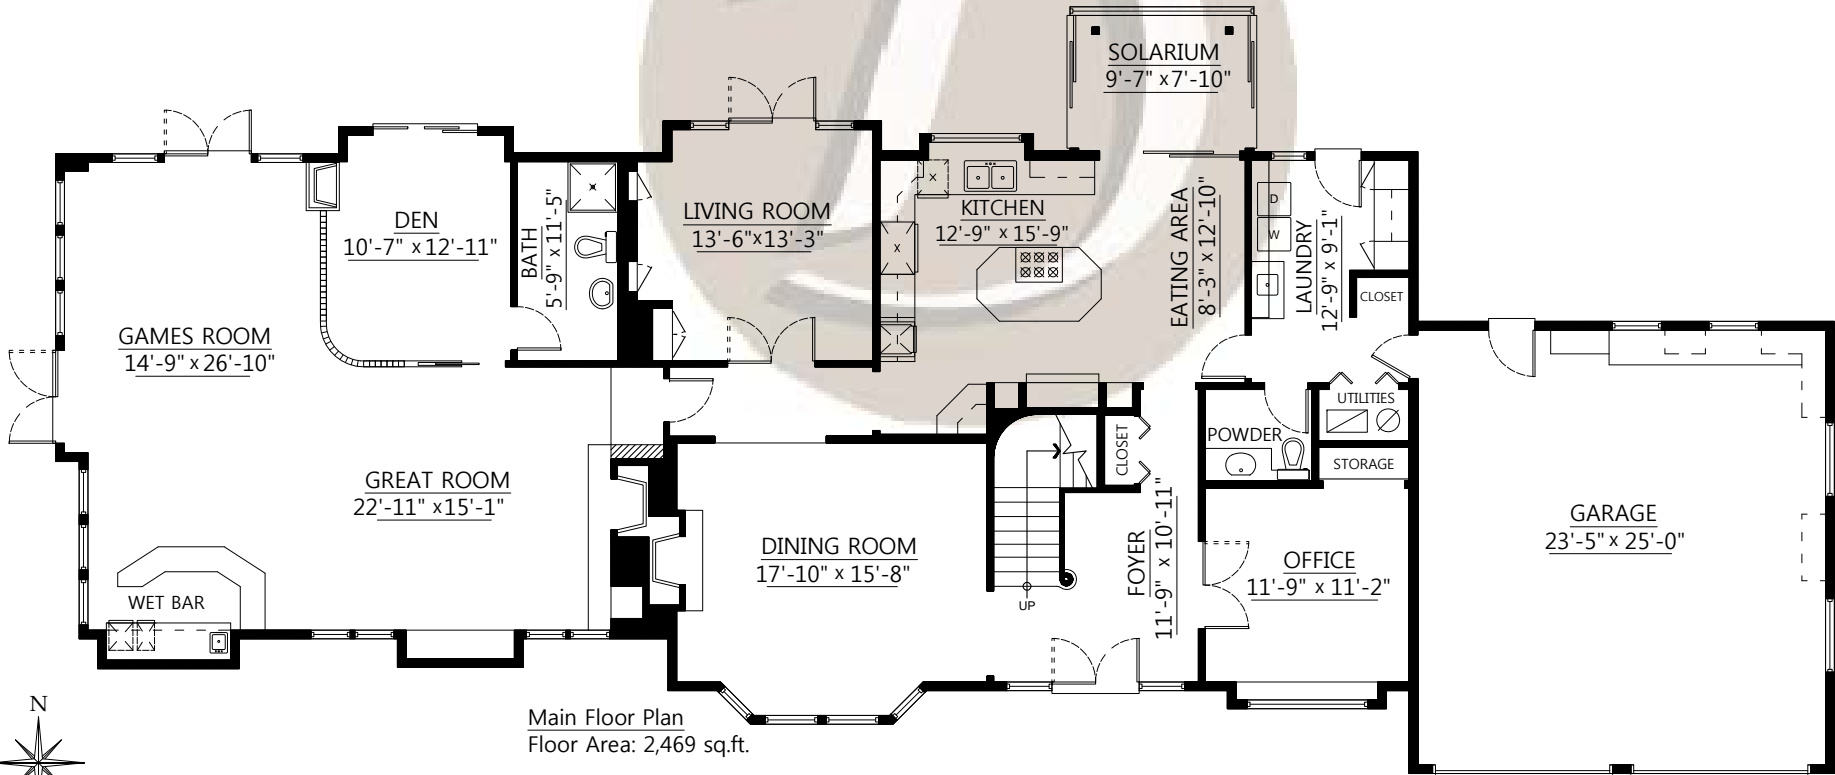 SOLARIUM
9'-7" x 7'-10"
DEN
10'-7" x 12'-11"
BATH
5'-9" x 11'-5"
LIVING ROOM
13'-6"x13'-3"
KITCHEN
12'-9" x 15'-9"
EATING AREA
8'-3" x 12'-10"
D
W
LAUNDRY
12'-9" x 9'-1"
CLOSET
GAMES ROOM
14'-9" x 26'-10"
UTILITIES
POWDER
STORAGE
CLOSET
GREAT ROOM
22'-11" x15'-1"
DINING ROOM
17'-10" x 15'-8"
UP
FOYER
11'-9" x 10'-11"
OFFICE
11'-9" x 11'-2"
GARAGE
23'-5" x 25'-0"
WET BAR
N
Main Floor Plan
Floor Area: 2,469 sq.ft.